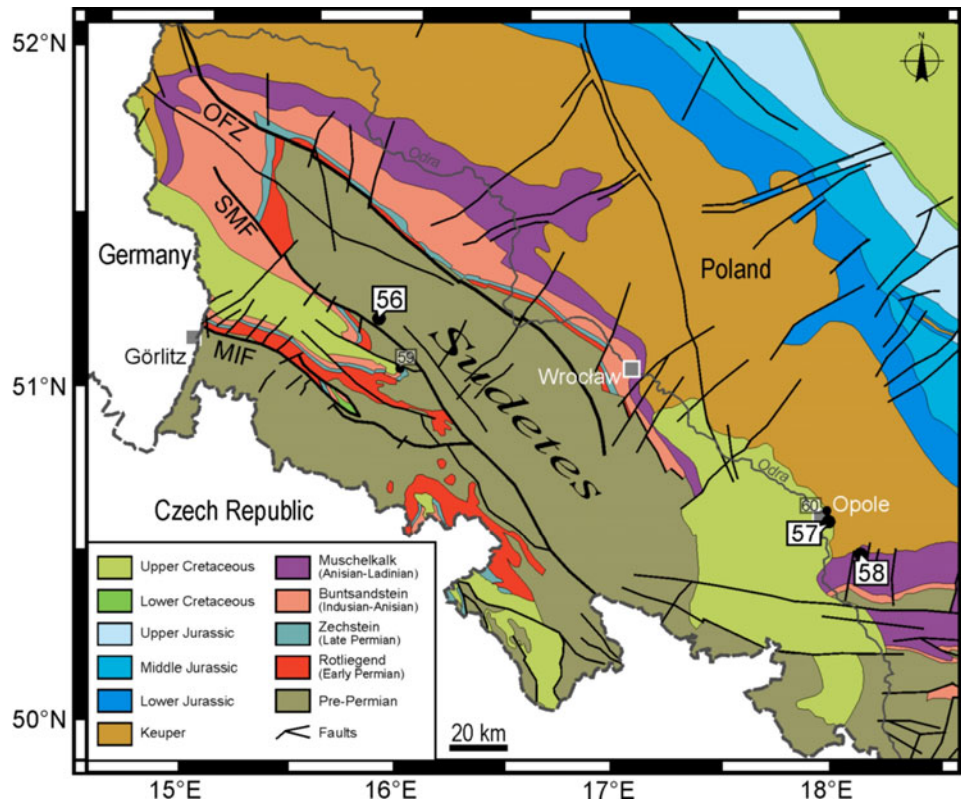 52°N
51°N
50°N
15°E
16°E
17°E
18°E
N
OFZ
SMF
MIF
Odra
Germany
Poland
Görlitz
56
59
Sudetes
Wrocław
Odra
60
Opole
57
58
Czech Republic
Upper Cretaceous
Lower Cretaceous
Upper Jurassic
Middle Jurassic
Lower Jurassic
Keuper
Muschelkalk
(Anisian-Ladinian)
Buntsandstein
(Indusian-Anisian)
Zechstein
(Late Permian)
Rotliegend
(Early Permian)
Pre-Permian
Faults
20 km